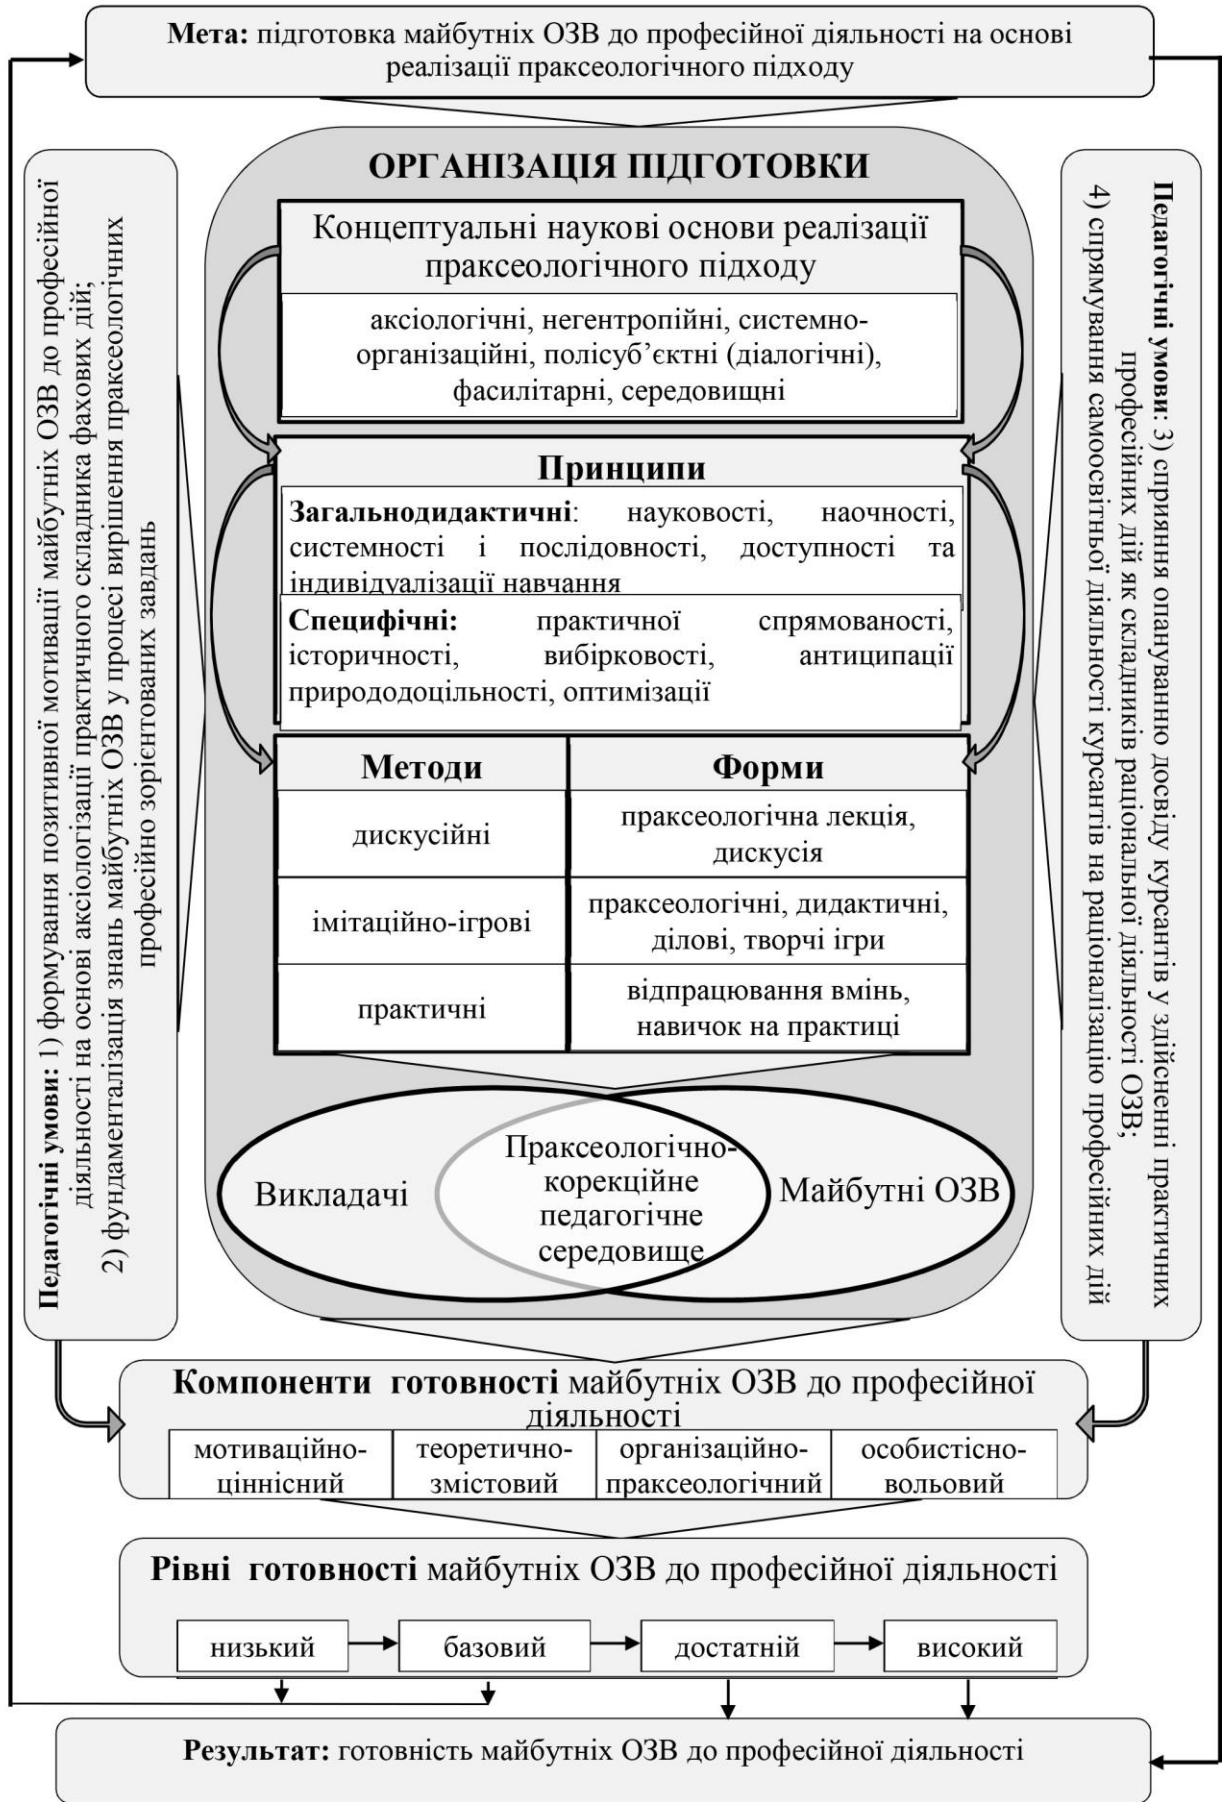 Мета: підготовка майбутніх ОЗВ до професійної діяльності на основі
реалізації праксеологічного підходу
Педагогічні умови: 1) формування позитивної мотивації майбутніх ОЗВ до професійної
діяльності на основі аксіологізації практичного складника фахових дій;
2) фундаменталізація знань майбутніх ОЗВ у процесі вирішення праксеологічних
професійно зорієнтованих завдань
ОРГАНІЗАЦІЯ ПІДГОТОВКИ
Концептуальні наукові основи реалізації
праксеологічного підходу
аксіологічні, негентропійні, системно-
організаційні, полісуб’єктні (діалогічні),
фасилітарні, середовищні
Принципи
Загальнодидактичні: науковості, наочності,
системності і послідовності, доступності та
індивідуалізації навчання
Специфічні: практичної спрямованості,
історичності, вибірковості, антиципації
природодоцільності, оптимізації
Методи Форми
дискусійні
праксеологічна лекція,
дискусія
імітаційно-ігрові
праксеологічні, дидактичні,
ділові, творчі ігри
практичні
відпрацювання вмінь,
навичок на практиці
Викладачі
Праксеологічно-
корекційне
педагогічне
середовище
Майбутні ОЗВ
Педагогічні умови: 3) сприяння опануванню досвіду курсантів у здійсненні практичних
професійних дій як складників раціональної діяльності ОЗВ;
4) спрямування самоосвітньої діяльності курсантів на раціоналізацію професійних дій
Компоненти готовності майбутніх ОЗВ до професійної
діяльності
мотиваційно-
ціннісний
теоретично-
змістовий
організаційно-
праксеологічний
особистісно-
вольовий
Рівні готовності майбутніх ОЗВ до професійної діяльності
низький базовий достатній високий
Результат: готовність майбутніх ОЗВ до професійної діяльності